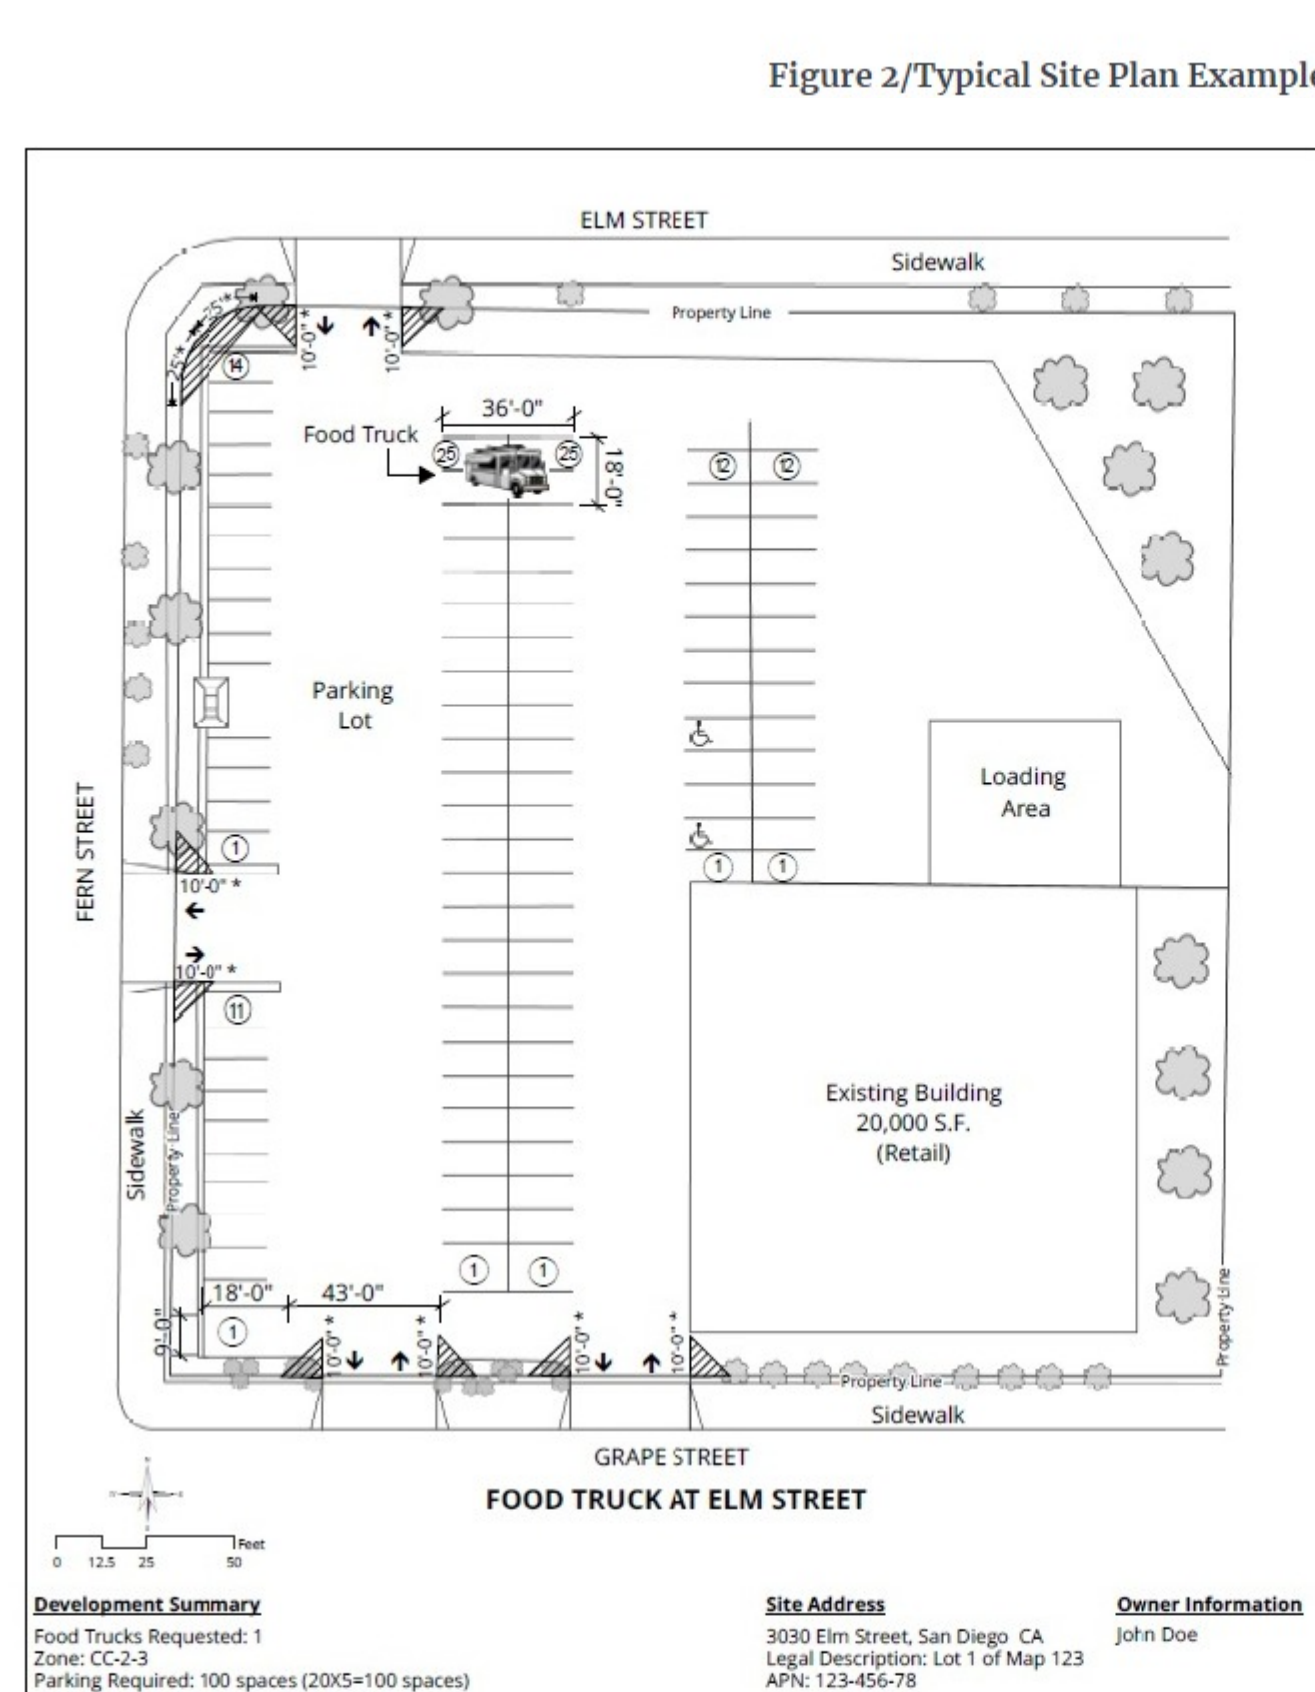 Figure 2/Typical Site Plan Example
ELM STREET
Sidewalk
Property Line
25'*
25'*
10'-0" *
10'-0" *
14
36'-0"
Food Truck
25
25
18'-0"
12
12
Parking
Lot
Loading
Area
FERN STREET
1
1
1
10'-0" *
10'-0" *
11
Existing Building
20,000 S.F.
(Retail)
Sidewalk
Property Line
1
1
18'-0"
43'-0"
9'-0"
1
10'-0" *
10'-0" *
10'-0" *
10'-0" *
Property Line
Property Line
Sidewalk
GRAPE STREET
FOOD TRUCK AT ELM STREET
Feet
0 12.5 25 50
Development Summary
Food Trucks Requested: 1
Zone: CC-2-3
Parking Required: 100 spaces (20X5=100 spaces)
Site Address
3030 Elm Street, San Diego CA
Legal Description: Lot 1 of Map 123
APN: 123-456-78
Owner Information
John Doe